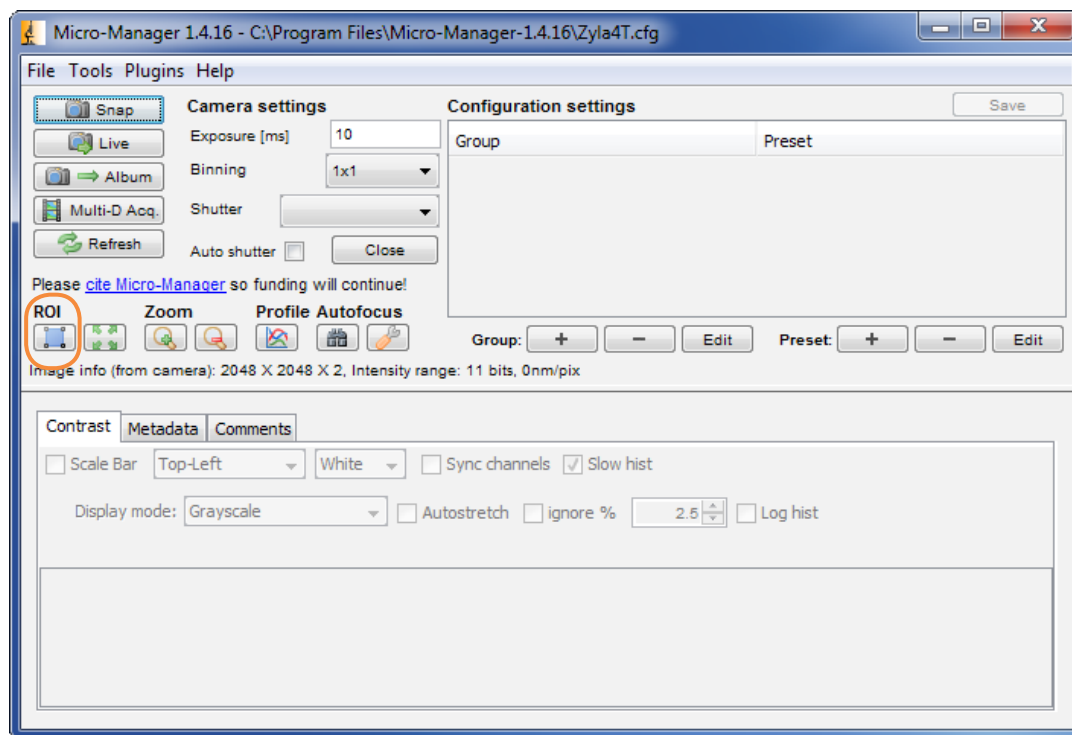 Micro-Manager 1.4.16 - C:\Program Files\Micro-Manager-1.4.16\Zyla4T.cfg
File Tools Plugins Help
Snap
Camera settings
Configuration settings
Save
Live
Exposure [ms] 10
Group
Preset
Album
Binning 1x1
Multi-D Acq.
Shutter
Refresh
Auto shutter
Close
Please cite Micro-Manager so funding will continue!
ROI Zoom Profile Autofocus
Group: + − Edit Preset: + − Edit
Image info (from camera): 2048 X 2048 X 2, Intensity range: 11 bits, 0nm/pix
Contrast Metadata Comments
Scale Bar Top-Left White Sync channels Slow hist
Display mode: Grayscale Autostretch ignore % 2.5 Log hist